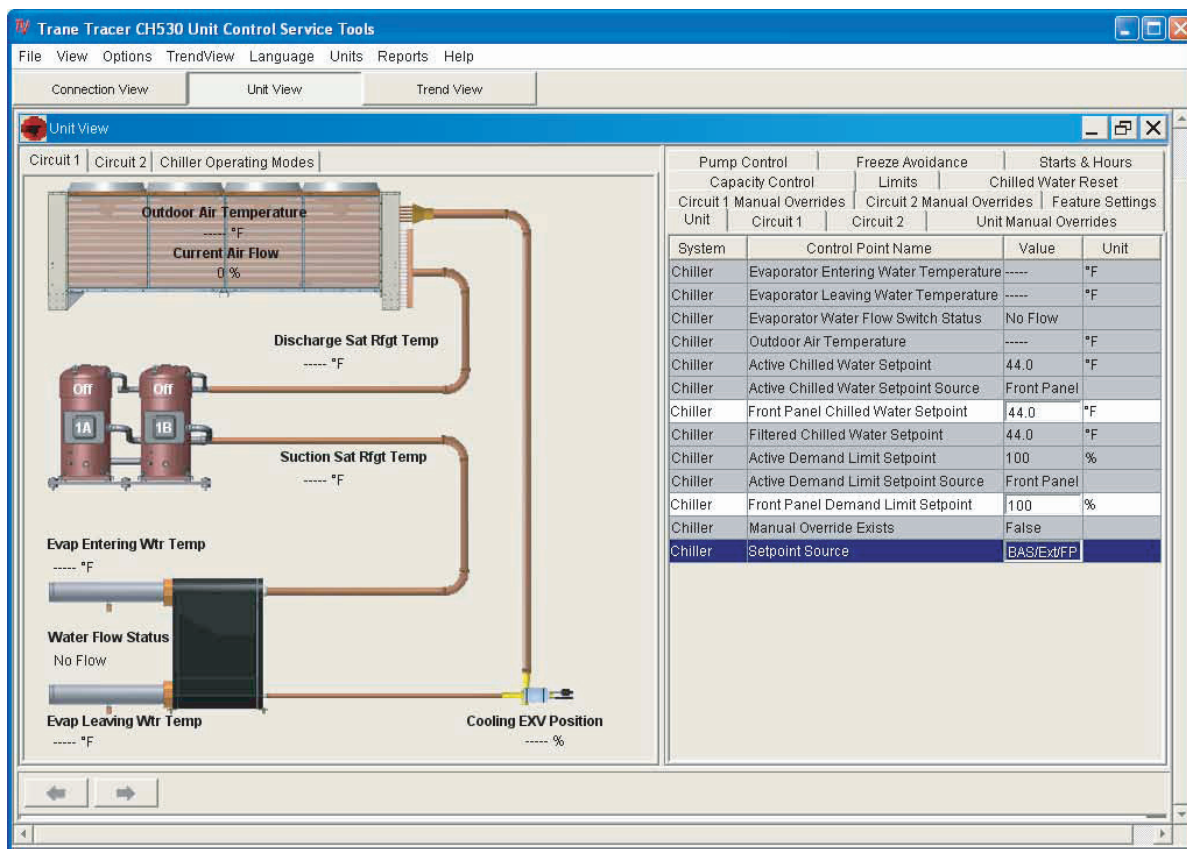 Trane Tracer CH530 Unit Control Service Tools
File View Options TrendView Language Units Reports Help
Connection View Unit View Trend View
Unit View
Circuit 1 Circuit 2 Chiller Operating Modes
Outdoor Air Temperature
----- °F
Current Air Flow
0 %
Discharge Sat Rfgt Temp
----- °F
Off Off
1A 1B
Suction Sat Rfgt Temp
----- °F
Evap Entering Wtr Temp
----- °F
Water Flow Status
No Flow
Evap Leaving Wtr Temp
----- °F
Cooling EXV Position
----- %
Pump Control Freeze Avoidance Starts & Hours
Capacity Control Limits Chilled Water Reset
Circuit 1 Manual Overrides Circuit 2 Manual Overrides Feature Settings
Unit Circuit 1 Circuit 2 Unit Manual Overrides
System Control Point Name Value Unit
Chiller Evaporator Entering Water Temperature ----- °F
Chiller Evaporator Leaving Water Temperature ----- °F
Chiller Evaporator Water Flow Switch Status No Flow
Chiller Outdoor Air Temperature ----- °F
Chiller Active Chilled Water Setpoint 44.0 °F
Chiller Active Chilled Water Setpoint Source Front Panel
Chiller Front Panel Chilled Water Setpoint 44.0 °F
Chiller Filtered Chilled Water Setpoint 44.0 °F
Chiller Active Demand Limit Setpoint 100 %
Chiller Active Demand Limit Setpoint Source Front Panel
Chiller Front Panel Demand Limit Setpoint 100 %
Chiller Manual Override Exists False
Chiller Setpoint Source BAS/Ext/FP